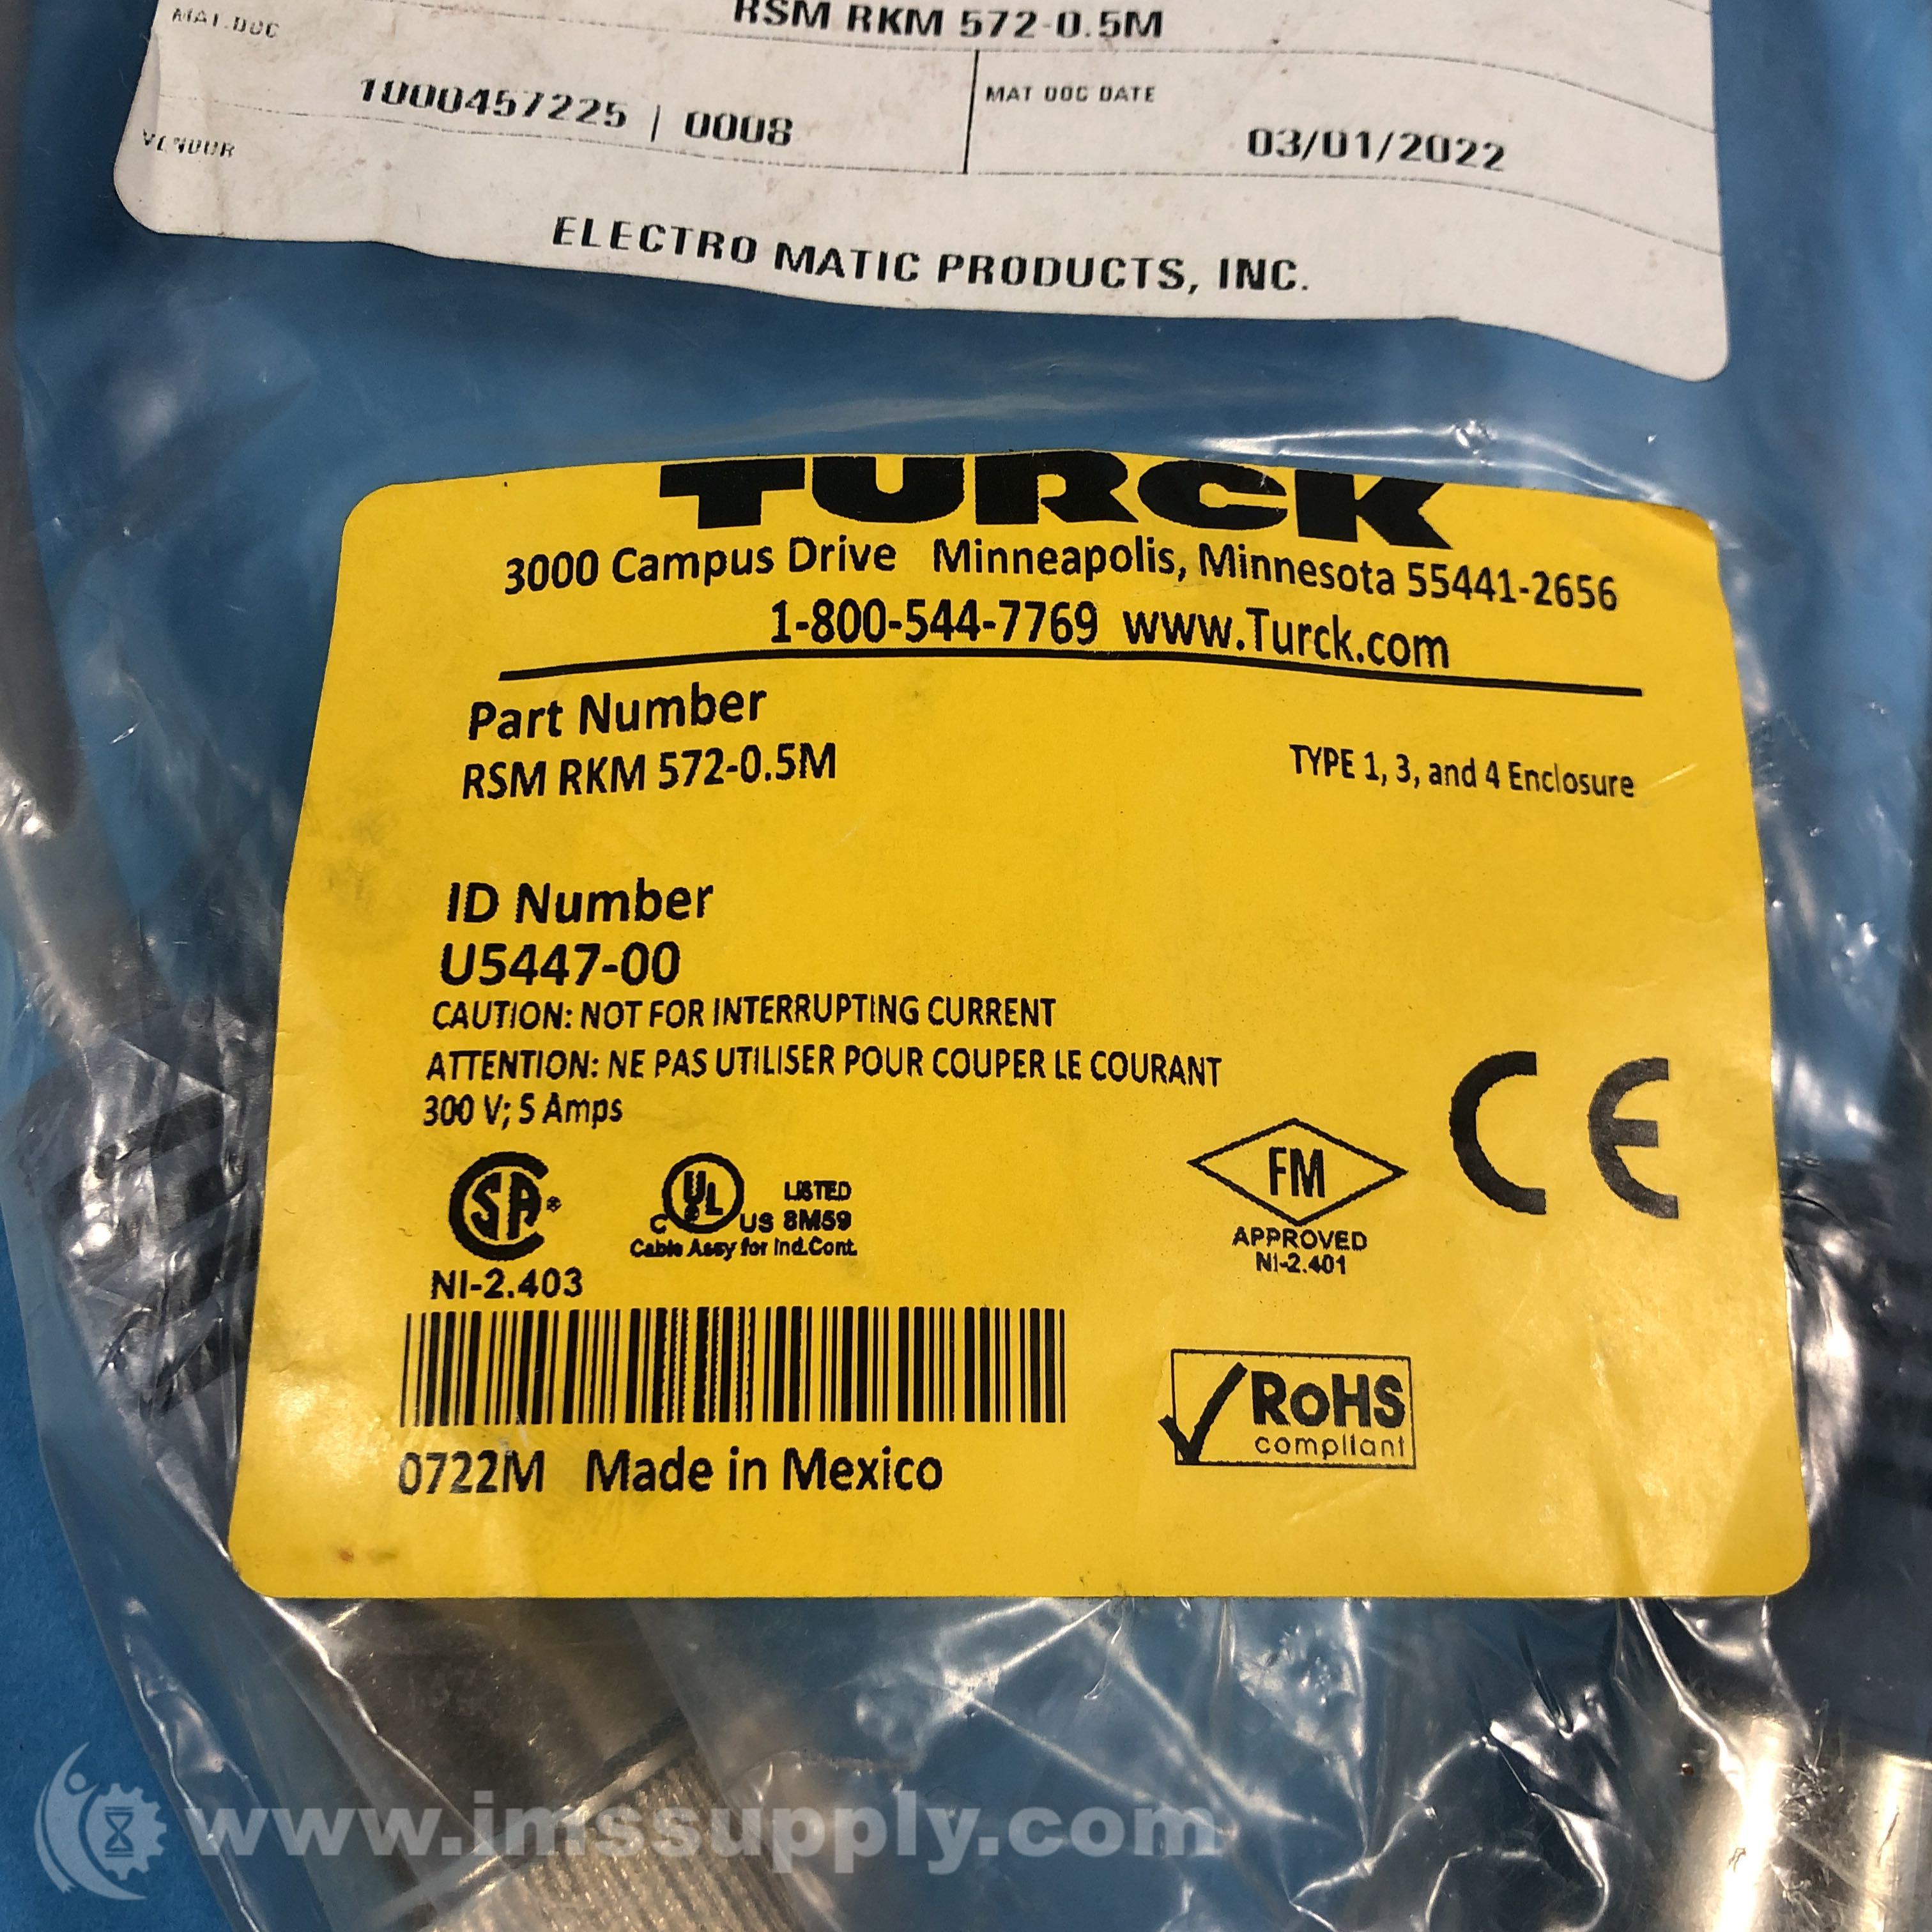 RSM RKM 572-0.5M
MAT.DOC
1000457225 | 0008
MAT DOC DATE
03/01/2022
VENDOR
ELECTRO MATIC PRODUCTS, INC.
TURCK
3000 Campus Drive Minneapolis, Minnesota 55441-2656
1-800-544-7769 www.Turck.com
Part Number
RSM RKM 572-0.5M
TYPE 1, 3, and 4 Enclosure
ID Number
U5447-00
CAUTION: NOT FOR INTERRUPTING CURRENT
ATTENTION: NE PAS UTILISER POUR COUPER LE COURANT
300 V; 5 Amps
CSA®
NI-2.403
c UL US LISTED 8M59
Cable Assy for Ind.Cont.
FM
APPROVED
NI-2.401
CE
RoHS
compliant
0722M Made in Mexico
www.imssupply.com